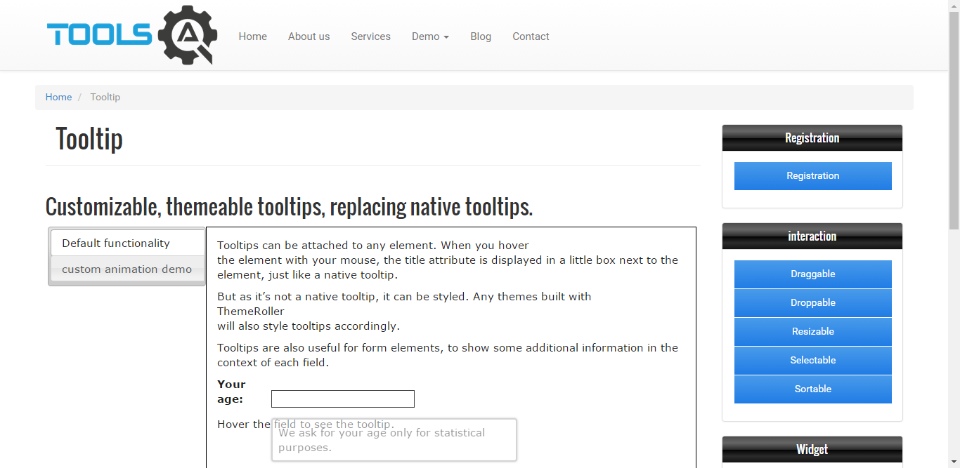 TOOLS QA
Home About us Services Demo Blog Contact
Home / Tooltip
Tooltip
Customizable, themeable tooltips, replacing native tooltips.
Default functionality
custom animation demo
Tooltips can be attached to any element. When you hover
the element with your mouse, the title attribute is displayed in a little box next to the
element, just like a native tooltip.
But as it’s not a native tooltip, it can be styled. Any themes built with
ThemeRoller
will also style tooltips accordingly.
Tooltips are also useful for form elements, to show some additional information in the
context of each field.
Your
age:
Hover the field to see the tooltip.
We ask for your age only for statistical
purposes.
Registration
Registration
interaction
Draggable
Droppable
Resizable
Selectable
Sortable
Widget